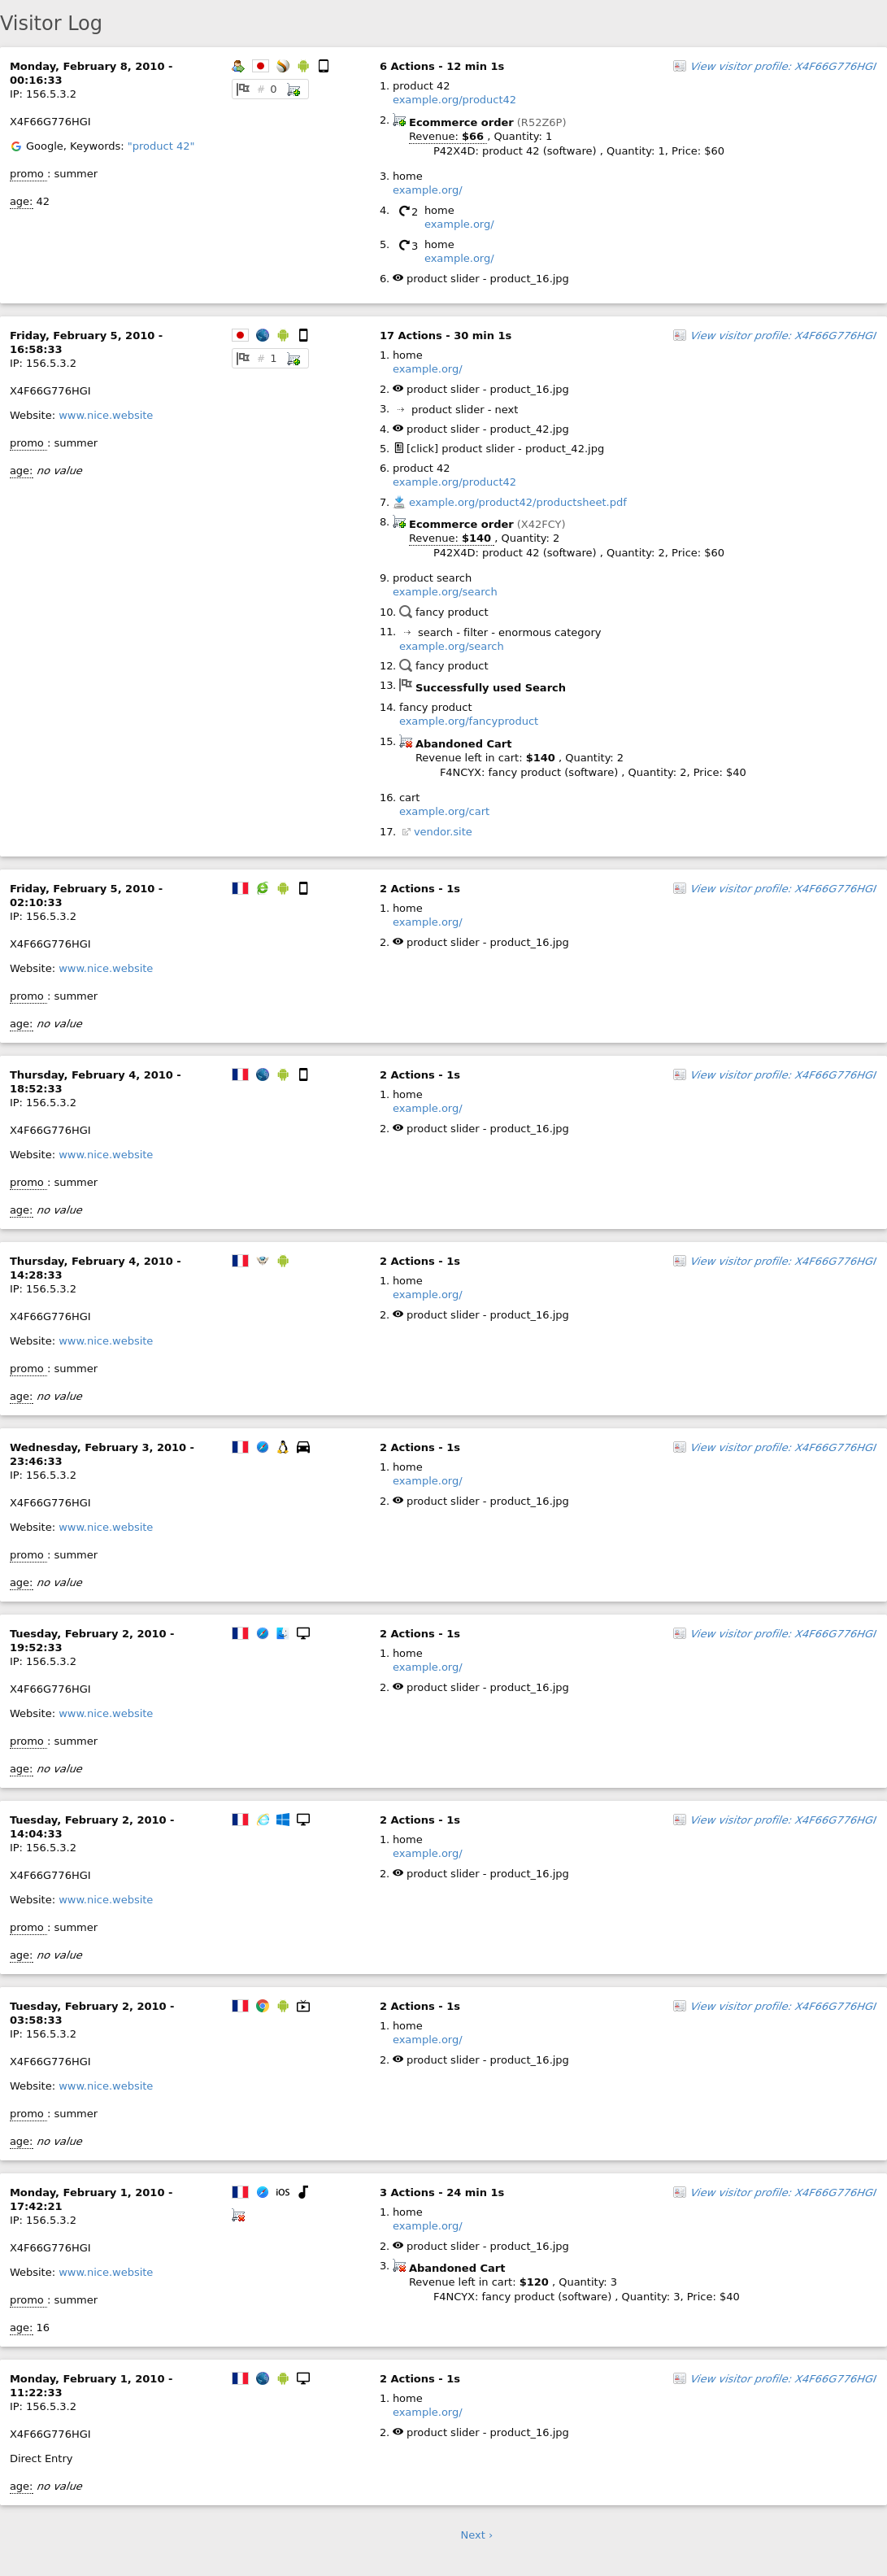 Visitor Log
Monday, February 8, 2010 -
00:16:33
IP: 156.5.3.2
X4F66G776HGI
Google, Keywords: "product 42"
promo : summer
age: 42
# 0
6 Actions - 12 min 1s
View visitor profile: X4F66G776HGI
1. product 42
example.org/product42
2. Ecommerce order (R52Z6P)
Revenue: $66 , Quantity: 1
P42X4D: product 42 (software) , Quantity: 1, Price: $60
3. home
example.org/
4. 2 home
example.org/
5. 3 home
example.org/
6. product slider - product_16.jpg
Friday, February 5, 2010 -
16:58:33
IP: 156.5.3.2
X4F66G776HGI
Website: www.nice.website
promo : summer
age: no value
# 1
17 Actions - 30 min 1s
View visitor profile: X4F66G776HGI
1. home
example.org/
2. product slider - product_16.jpg
3. → product slider - next
4. product slider - product_42.jpg
5. [click] product slider - product_42.jpg
6. product 42
example.org/product42
7. example.org/product42/productsheet.pdf
8. Ecommerce order (X42FCY)
Revenue: $140 , Quantity: 2
P42X4D: product 42 (software) , Quantity: 2, Price: $60
9. product search
example.org/search
10. fancy product
11. → search - filter - enormous category
example.org/search
12. fancy product
13. Successfully used Search
14. fancy product
example.org/fancyproduct
15. Abandoned Cart
Revenue left in cart: $140 , Quantity: 2
F4NCYX: fancy product (software) , Quantity: 2, Price: $40
16. cart
example.org/cart
17. vendor.site
Friday, February 5, 2010 -
02:10:33
IP: 156.5.3.2
X4F66G776HGI
Website: www.nice.website
promo : summer
age: no value
2 Actions - 1s
View visitor profile: X4F66G776HGI
1. home
example.org/
2. product slider - product_16.jpg
Thursday, February 4, 2010 -
18:52:33
IP: 156.5.3.2
X4F66G776HGI
Website: www.nice.website
promo : summer
age: no value
2 Actions - 1s
View visitor profile: X4F66G776HGI
1. home
example.org/
2. product slider - product_16.jpg
Thursday, February 4, 2010 -
14:28:33
IP: 156.5.3.2
X4F66G776HGI
Website: www.nice.website
promo : summer
age: no value
2 Actions - 1s
View visitor profile: X4F66G776HGI
1. home
example.org/
2. product slider - product_16.jpg
Wednesday, February 3, 2010 -
23:46:33
IP: 156.5.3.2
X4F66G776HGI
Website: www.nice.website
promo : summer
age: no value
2 Actions - 1s
View visitor profile: X4F66G776HGI
1. home
example.org/
2. product slider - product_16.jpg
Tuesday, February 2, 2010 -
19:52:33
IP: 156.5.3.2
X4F66G776HGI
Website: www.nice.website
promo : summer
age: no value
2 Actions - 1s
View visitor profile: X4F66G776HGI
1. home
example.org/
2. product slider - product_16.jpg
Tuesday, February 2, 2010 -
14:04:33
IP: 156.5.3.2
X4F66G776HGI
Website: www.nice.website
promo : summer
age: no value
2 Actions - 1s
View visitor profile: X4F66G776HGI
1. home
example.org/
2. product slider - product_16.jpg
Tuesday, February 2, 2010 -
03:58:33
IP: 156.5.3.2
X4F66G776HGI
Website: www.nice.website
promo : summer
age: no value
2 Actions - 1s
View visitor profile: X4F66G776HGI
1. home
example.org/
2. product slider - product_16.jpg
Monday, February 1, 2010 -
17:42:21
IP: 156.5.3.2
X4F66G776HGI
Website: www.nice.website
promo : summer
age: 16
iOS
3 Actions - 24 min 1s
View visitor profile: X4F66G776HGI
1. home
example.org/
2. product slider - product_16.jpg
3. Abandoned Cart
Revenue left in cart: $120 , Quantity: 3
F4NCYX: fancy product (software) , Quantity: 3, Price: $40
Monday, February 1, 2010 -
11:22:33
IP: 156.5.3.2
X4F66G776HGI
Direct Entry
age: no value
2 Actions - 1s
View visitor profile: X4F66G776HGI
1. home
example.org/
2. product slider - product_16.jpg
Next ›